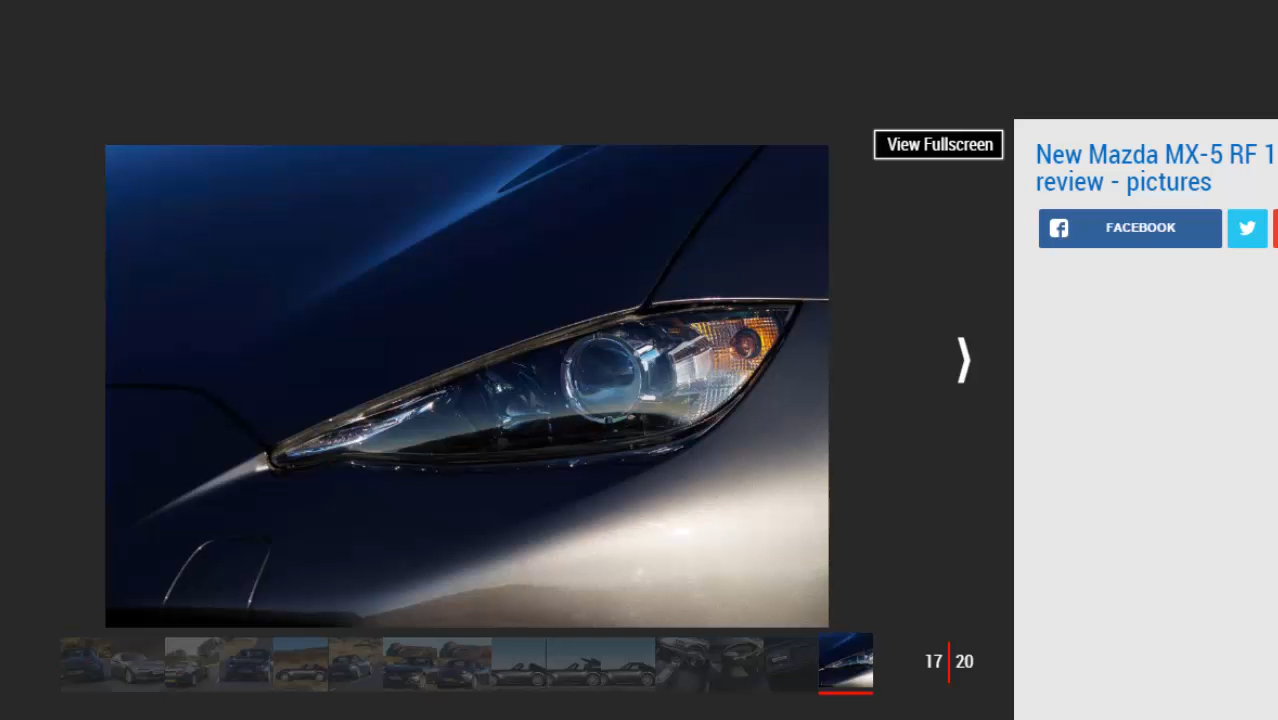 View Fullscreen
New Mazda MX-5 RF 1
review - pictures
FACEBOOK
17 20